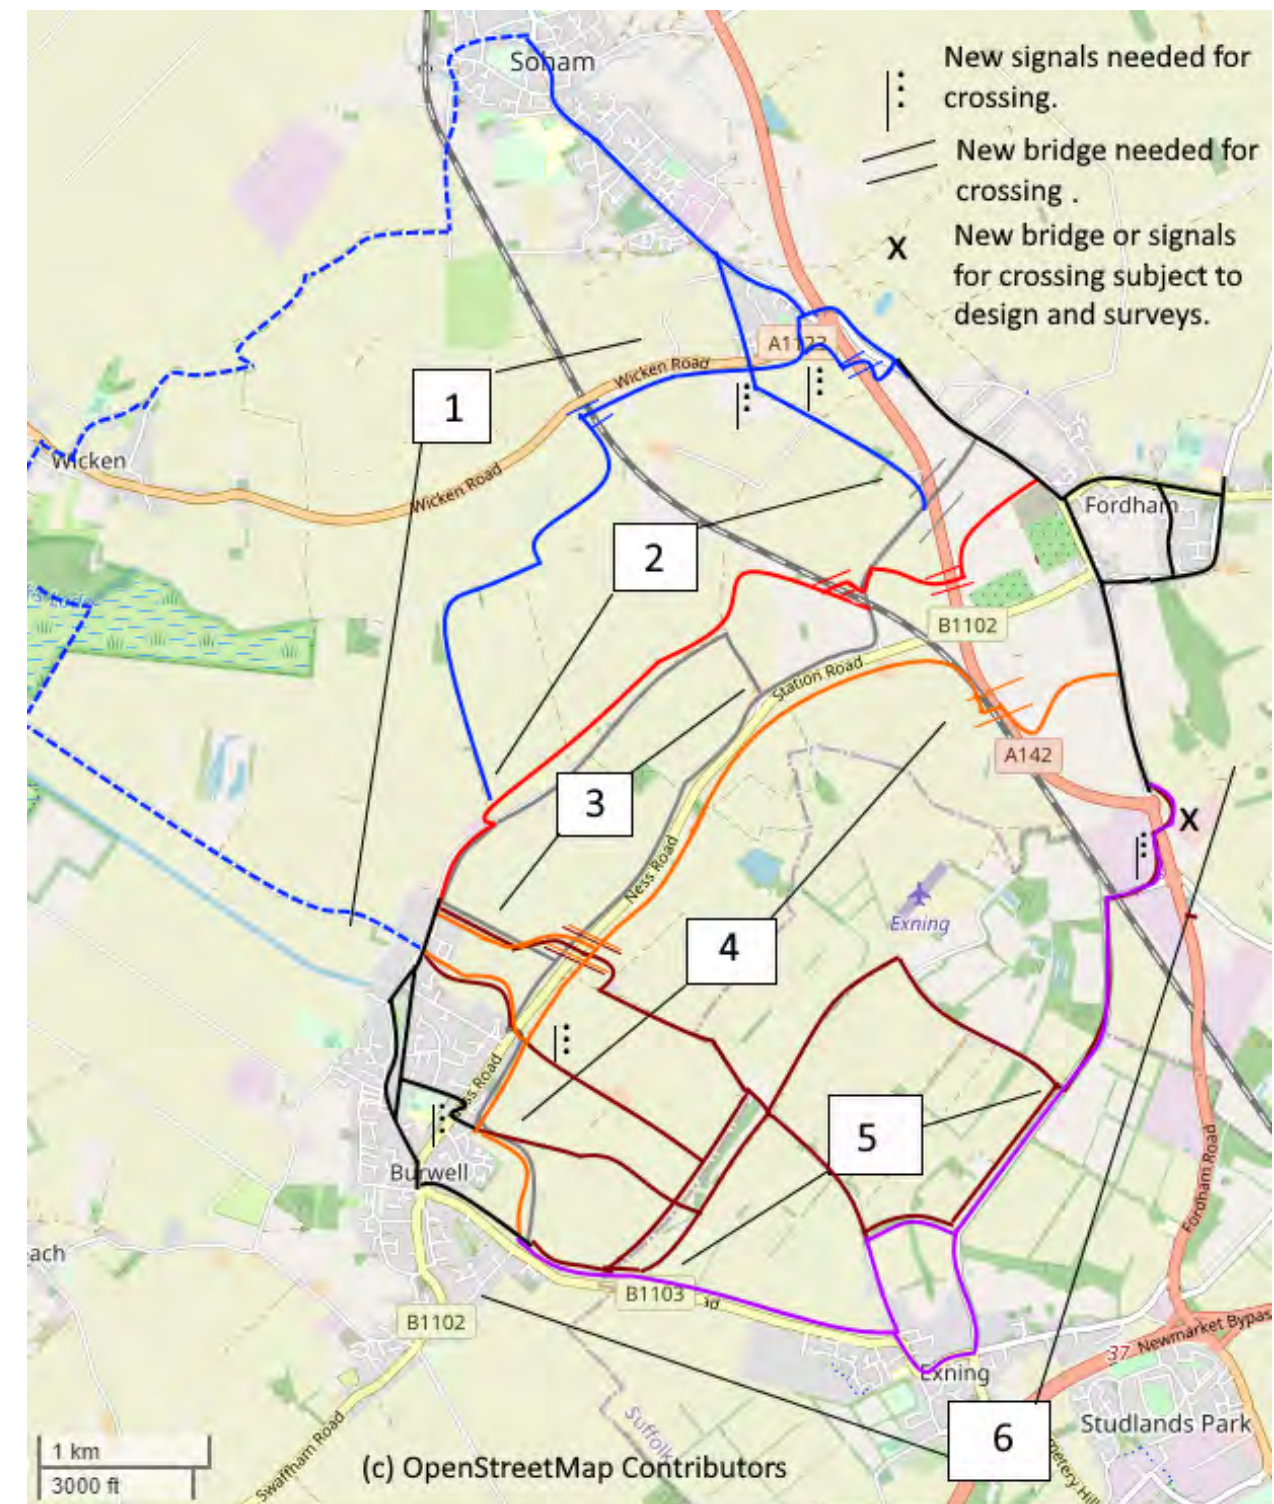 Soham
New signals needed for
crossing.
New bridge needed for
crossing .
X
New bridge or signals
for crossing subject to
design and surveys.
A1123
Wicken Road
1
Wicken
Wicken Road
Fordham
2
B1102
Station Road
A142
3
X
Ness Road
Exning
4
5
Burwell
Fordham Road
B1103
B1102
37 Newmarket Bypas
Exning
Studlands Park
6
Suffolk
Swaffham Road
1 km
3000 ft
(c) OpenStreetMap Contributors